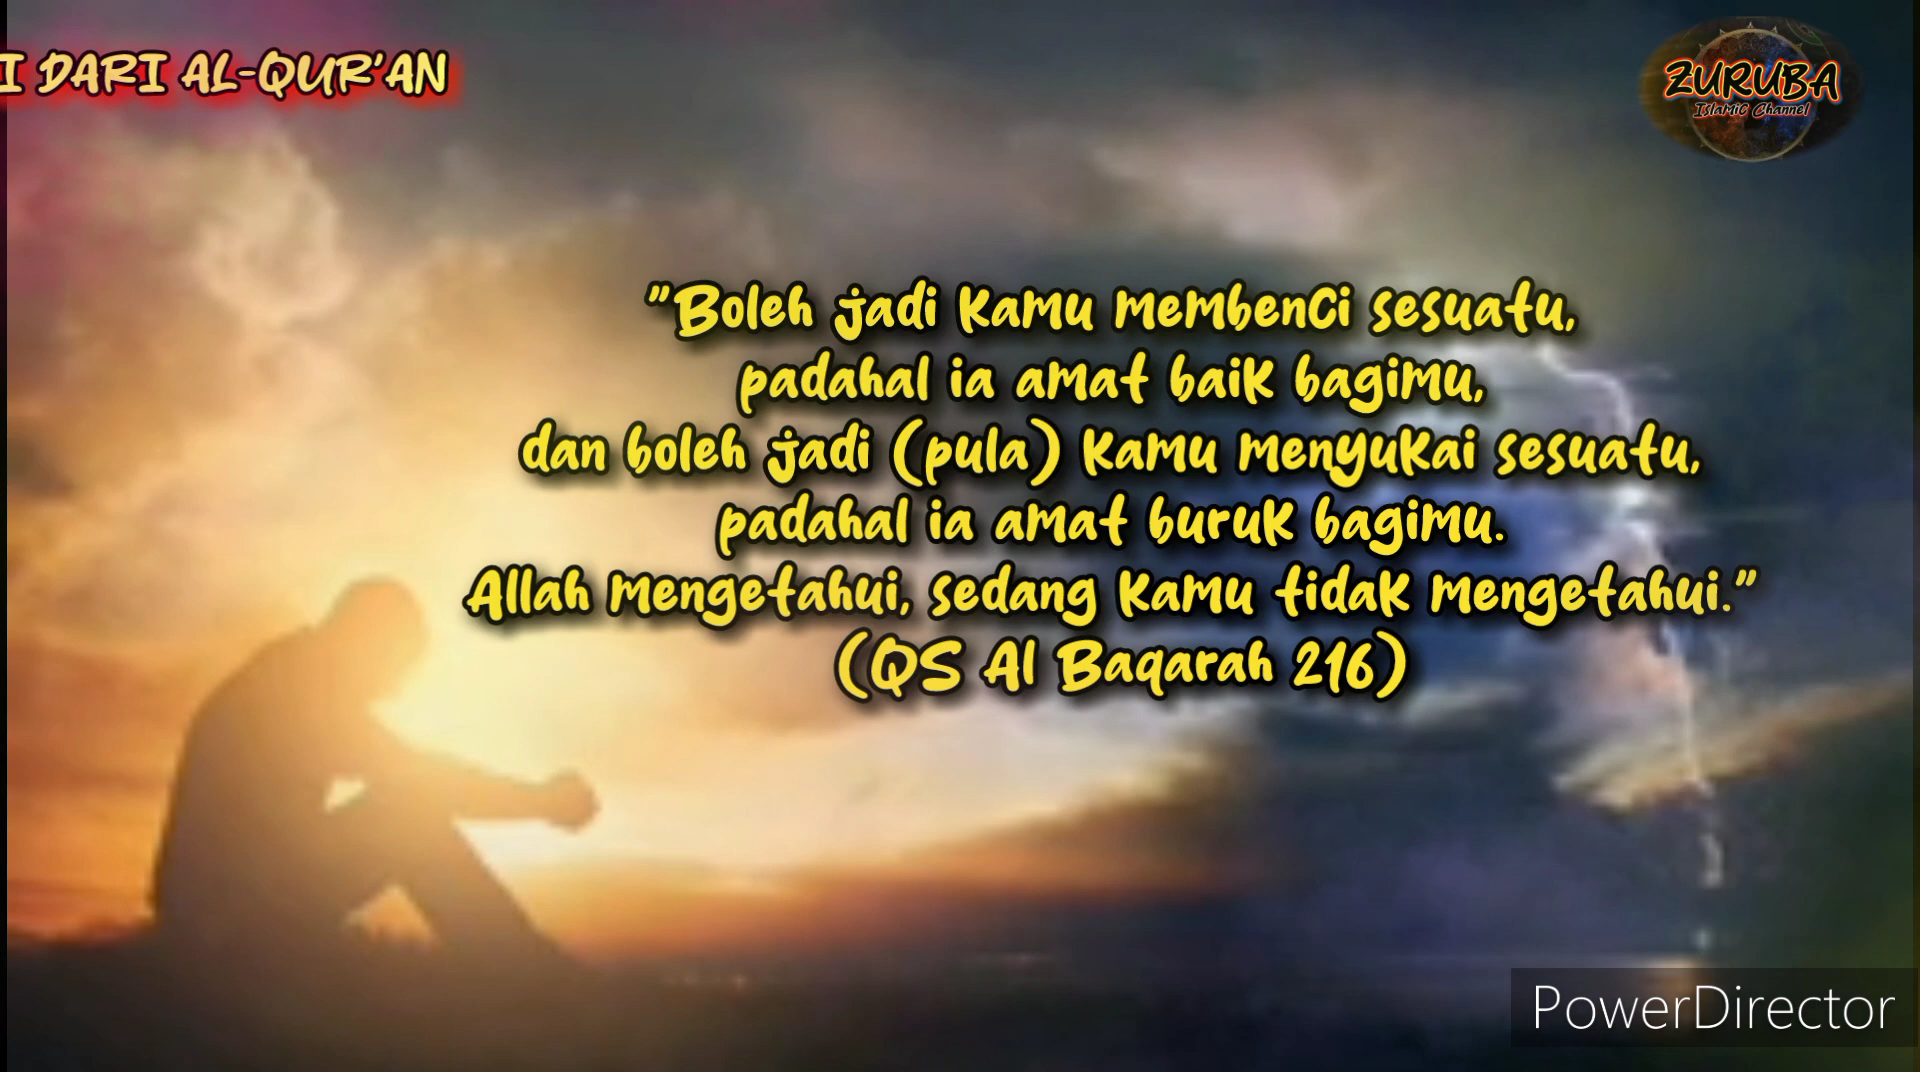 I DARI AL-QUR'AN
ZURUBA
Islamic Channel
"Boleh jadi kamu membenci sesuatu,
padahal ia amat baik bagimu,
dan boleh jadi (pula) kamu menyukai sesuatu,
padahal ia amat buruk bagimu.
Allah mengetahui, sedang kamu tidak mengetahui."
(QS Al Baqarah 216)
PowerDirector